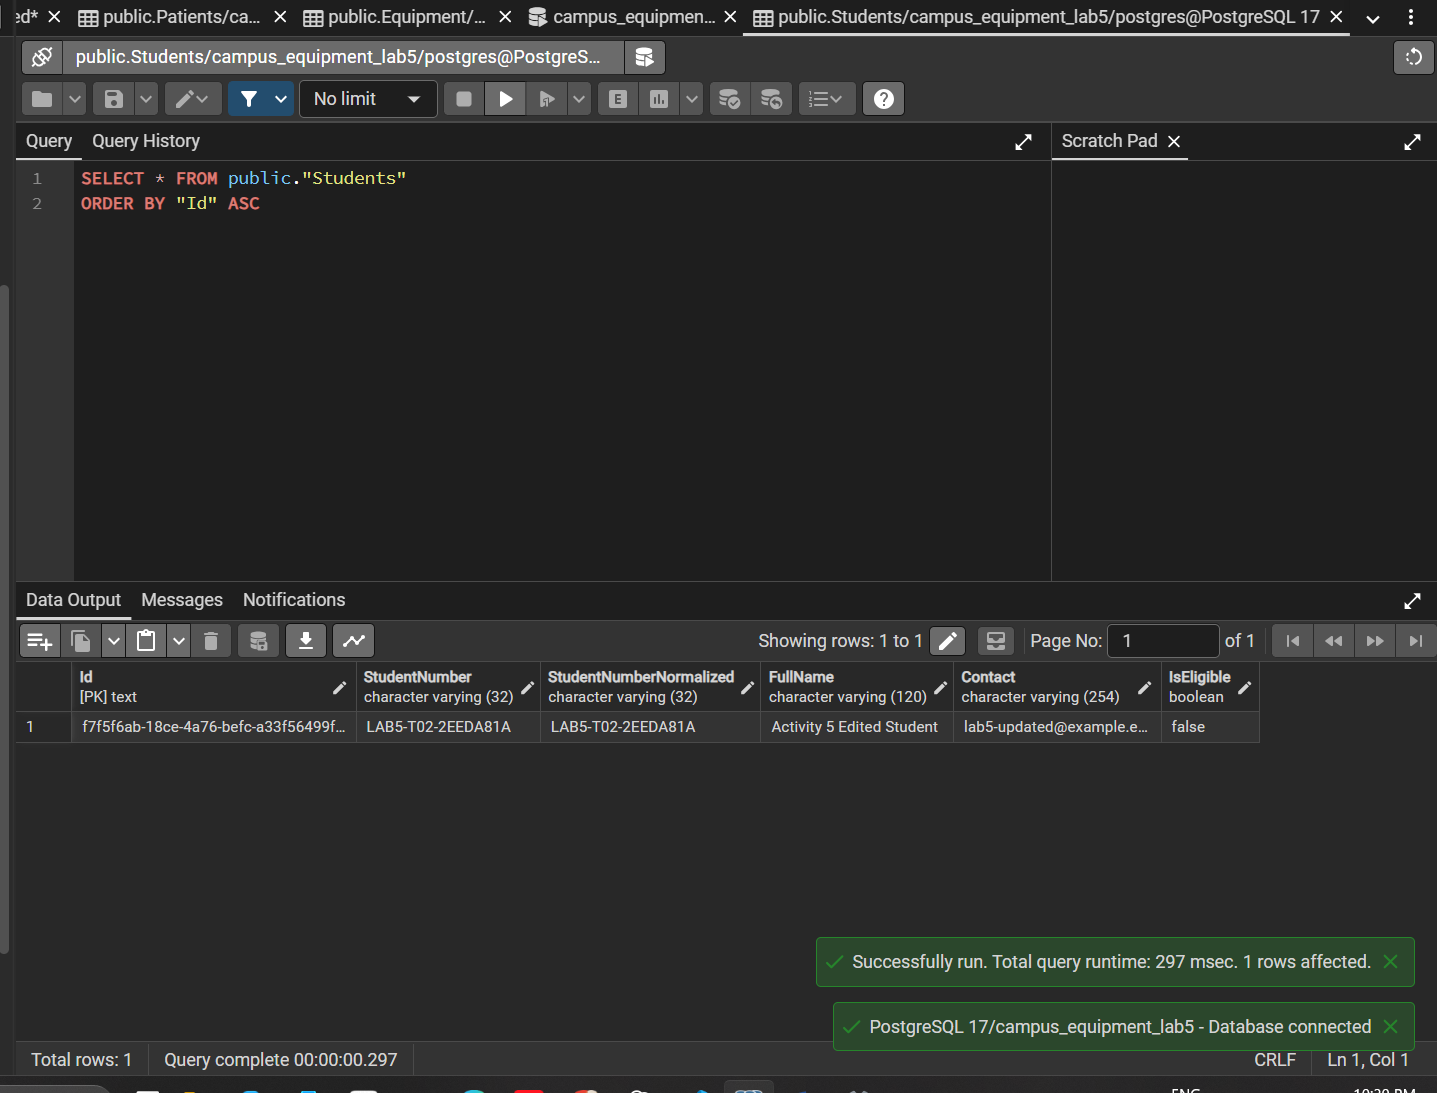 ed*
public.Patients/ca...
public.Equipment/...
campus_equipmen...
public.Students/campus_equipment_lab5/postgres@PostgreSQL 17
public.Students/campus_equipment_lab5/postgres@PostgreS...
No limit
E
Query
Query History
Scratch Pad
1 SELECT * FROM public."Students"
2 ORDER BY "Id" ASC
Data Output
Messages
Notifications
Showing rows: 1 to 1
Page No:
1
of 1
Id
[PK] text
StudentNumber
character varying (32)
StudentNumberNormalized
character varying (32)
FullName
character varying (120)
Contact
character varying (254)
IsEligible
boolean
1
f7f5f6ab-18ce-4a76-befc-a33f56499f...
LAB5-T02-2EEDA81A
LAB5-T02-2EEDA81A
Activity 5 Edited Student
lab5-updated@example.e...
false
Successfully run. Total query runtime: 297 msec. 1 rows affected.
PostgreSQL 17/campus_equipment_lab5 - Database connected
Total rows: 1
Query complete 00:00:00.297
CRLF
Ln 1, Col 1
ENG
10:39 PM